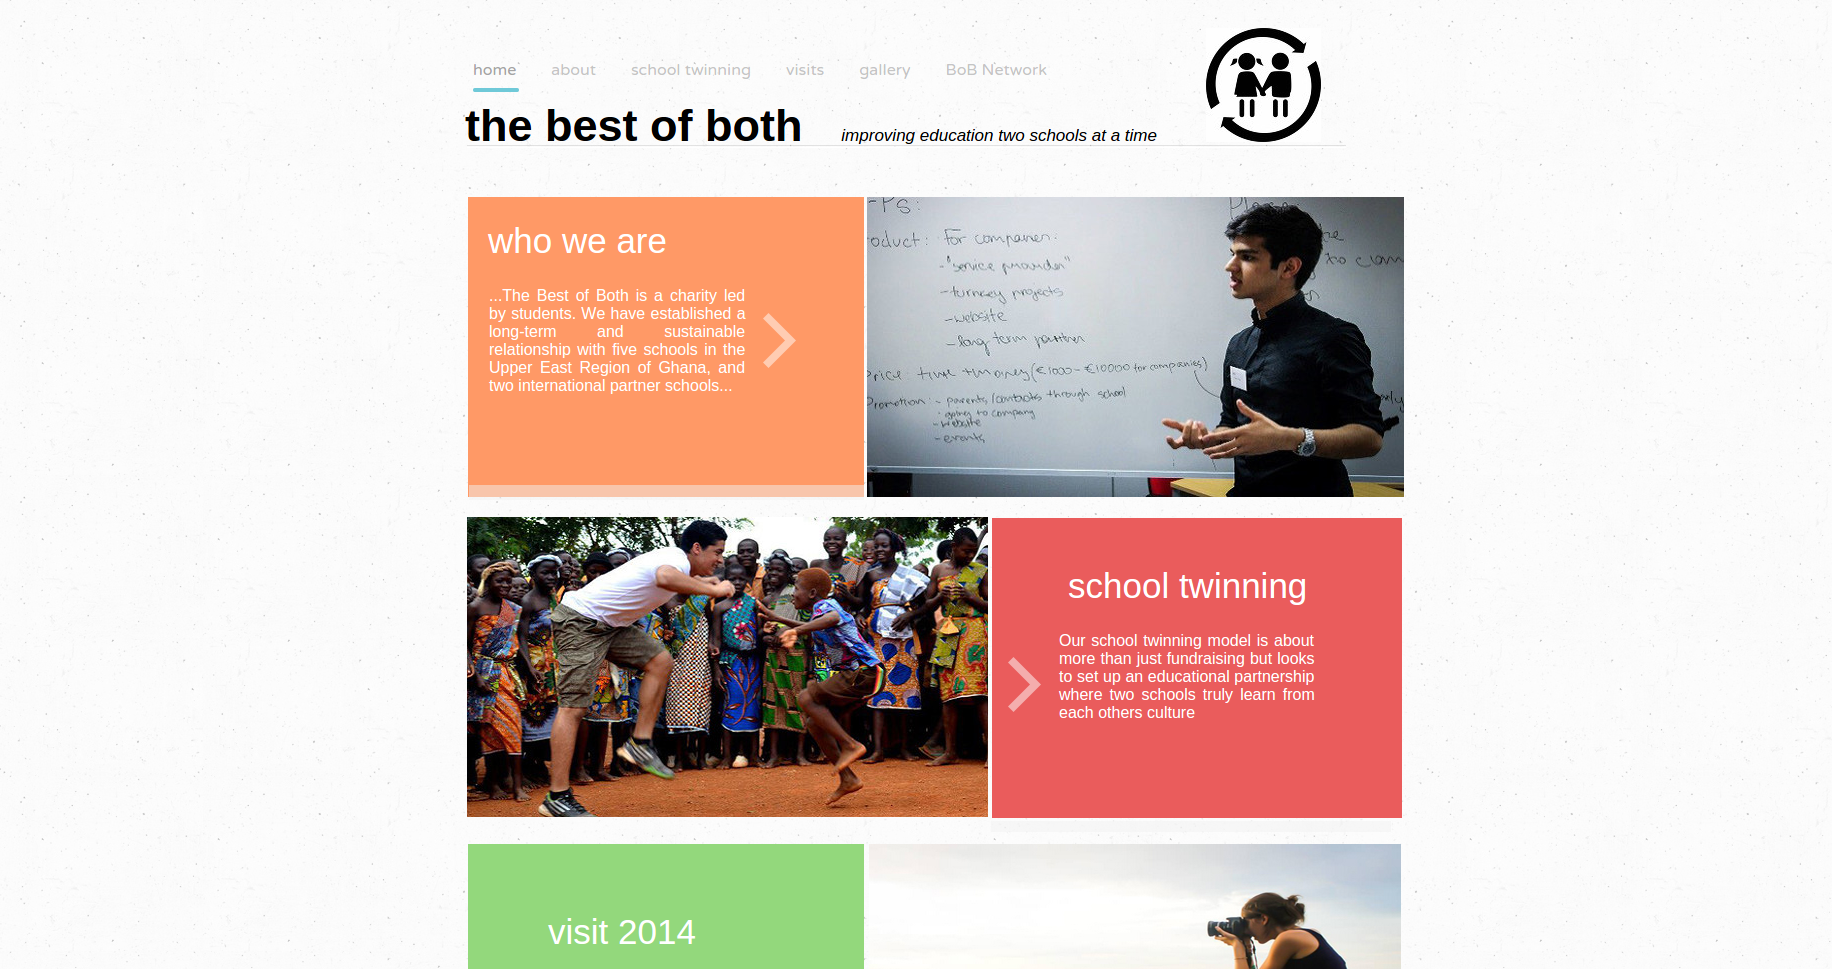 home about school twinning visits gallery BoB Network
the best of both
improving education two schools at a time
who we are
...The Best of Both is a charity led
by students. We have established a
long-term and sustainable
relationship with five schools in the
Upper East Region of Ghana, and
two international partner schools...
-PS:
oduct: For companies.
- "service provider"
- turnkey projects
- website
- long term partner
rice: time + money (€1000 - €10000 for companies)
Promotion: - parents/contacts through school
- going to company
- website
- events
school twinning
Our school twinning model is about
more than just fundraising but looks
to set up an educational partnership
where two schools truly learn from
each others culture
visit 2014